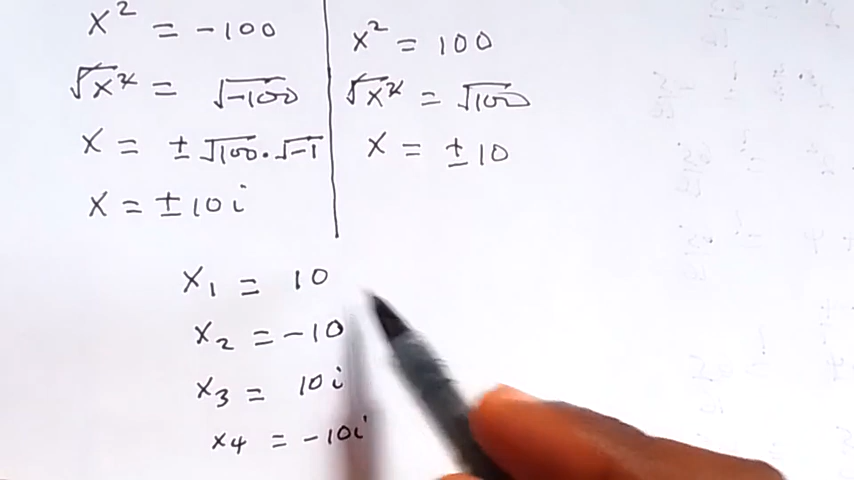 x² = -100
√x² = √-100
x = ± √100 . √-1
x = ± 10i
x² = 100
√x² = √100
x = ± 10
x₁ = 10
x₂ = -10
x₃ = 10i
x₄ = -10i